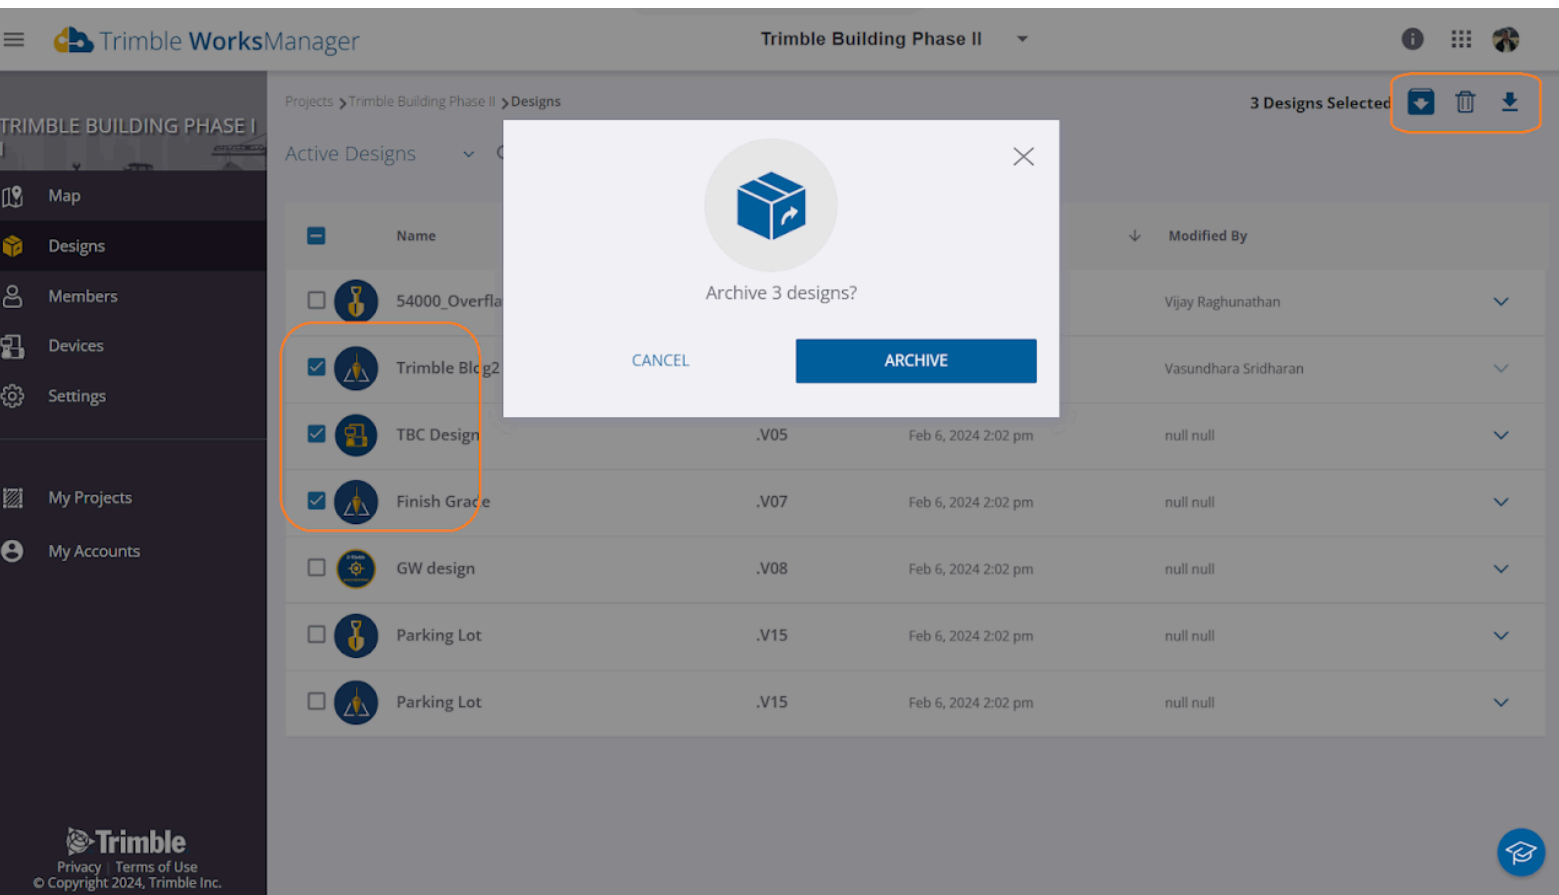 Trimble WorksManager
Trimble Building Phase II
TRIMBLE BUILDING PHASE I
I
Map
Designs
Members
Devices
Settings
My Projects
My Accounts
Trimble
Privacy | Terms of Use
© Copyright 2024, Trimble Inc.
Projects > Trimble Building Phase II > Designs
3 Designs Selected
Active Designs
Name
Modified By
54000_Overfla
Vijay Raghunathan
Trimble Blog2
Vasundhara Sridharan
TBC Design .V05 Feb 6, 2024 2:02 pm null null
Finish Grade .V07 Feb 6, 2024 2:02 pm null null
GW design .V08 Feb 6, 2024 2:02 pm null null
Parking Lot .V15 Feb 6, 2024 2:02 pm null null
Parking Lot .V15 Feb 6, 2024 2:02 pm null null
Archive 3 designs?
CANCEL
ARCHIVE